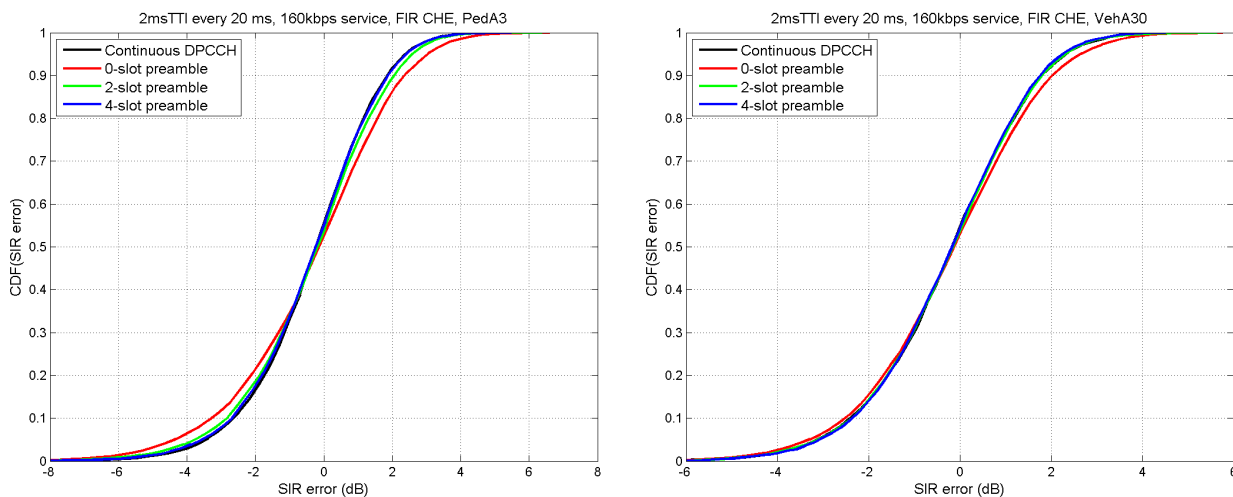 2msTTI every 20 ms, 160kbps service, FIR CHE, PedA3
Continuous DPCCH
0-slot preamble
2-slot preamble
4-slot preamble
CDF(SIR error)
1
0.9
0.8
0.7
0.6
0.5
0.4
0.3
0.2
0.1
0
-8
-6
-4
-2
0
2
4
6
8
SIR error (dB)
2msTTI every 20 ms, 160kbps service, FIR CHE, VehA30
Continuous DPCCH
0-slot preamble
2-slot preamble
4-slot preamble
CDF(SIR error)
1
0.9
0.8
0.7
0.6
0.5
0.4
0.3
0.2
0.1
0
-6
-4
-2
0
2
4
6
SIR error (dB)